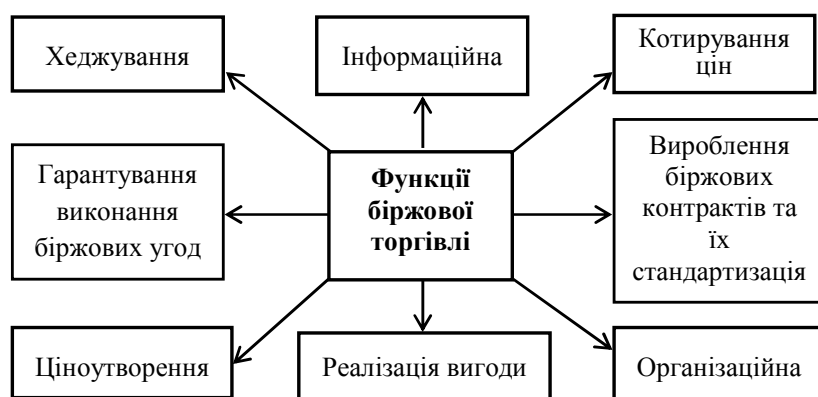 Хеджування
Інформаційна
Котирування
цін
Гарантування
виконання
біржових угод
Функції
біржової
торгівлі
Вироблення
біржових
контрактів та
їх
стандартизація
Ціноутворення
Реалізація вигоди
Організаційна